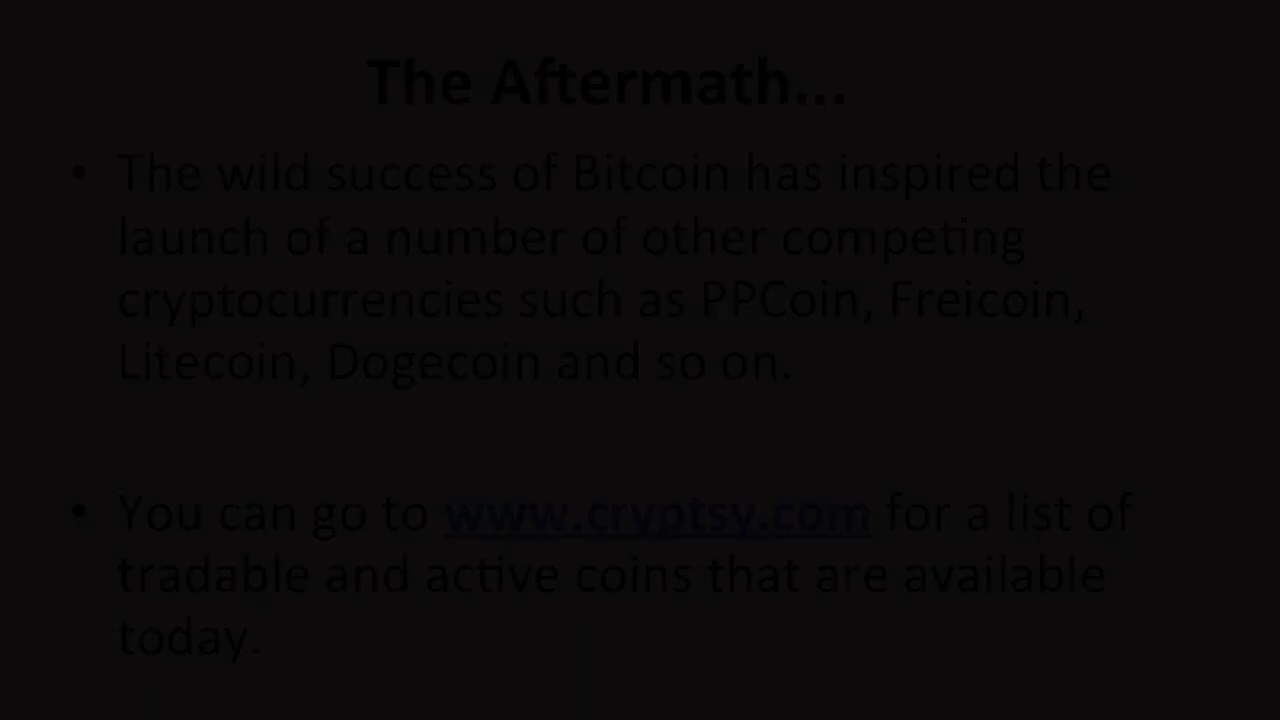 The Aftermath...
• The wild success of Bitcoin has inspired the
launch of a number of other competing
cryptocurrencies such as PPCoin, Freicoin,
Litecoin, Dogecoin and so on.
• You can go to www.cryptsy.com for a list of
tradable and active coins that are available
today.